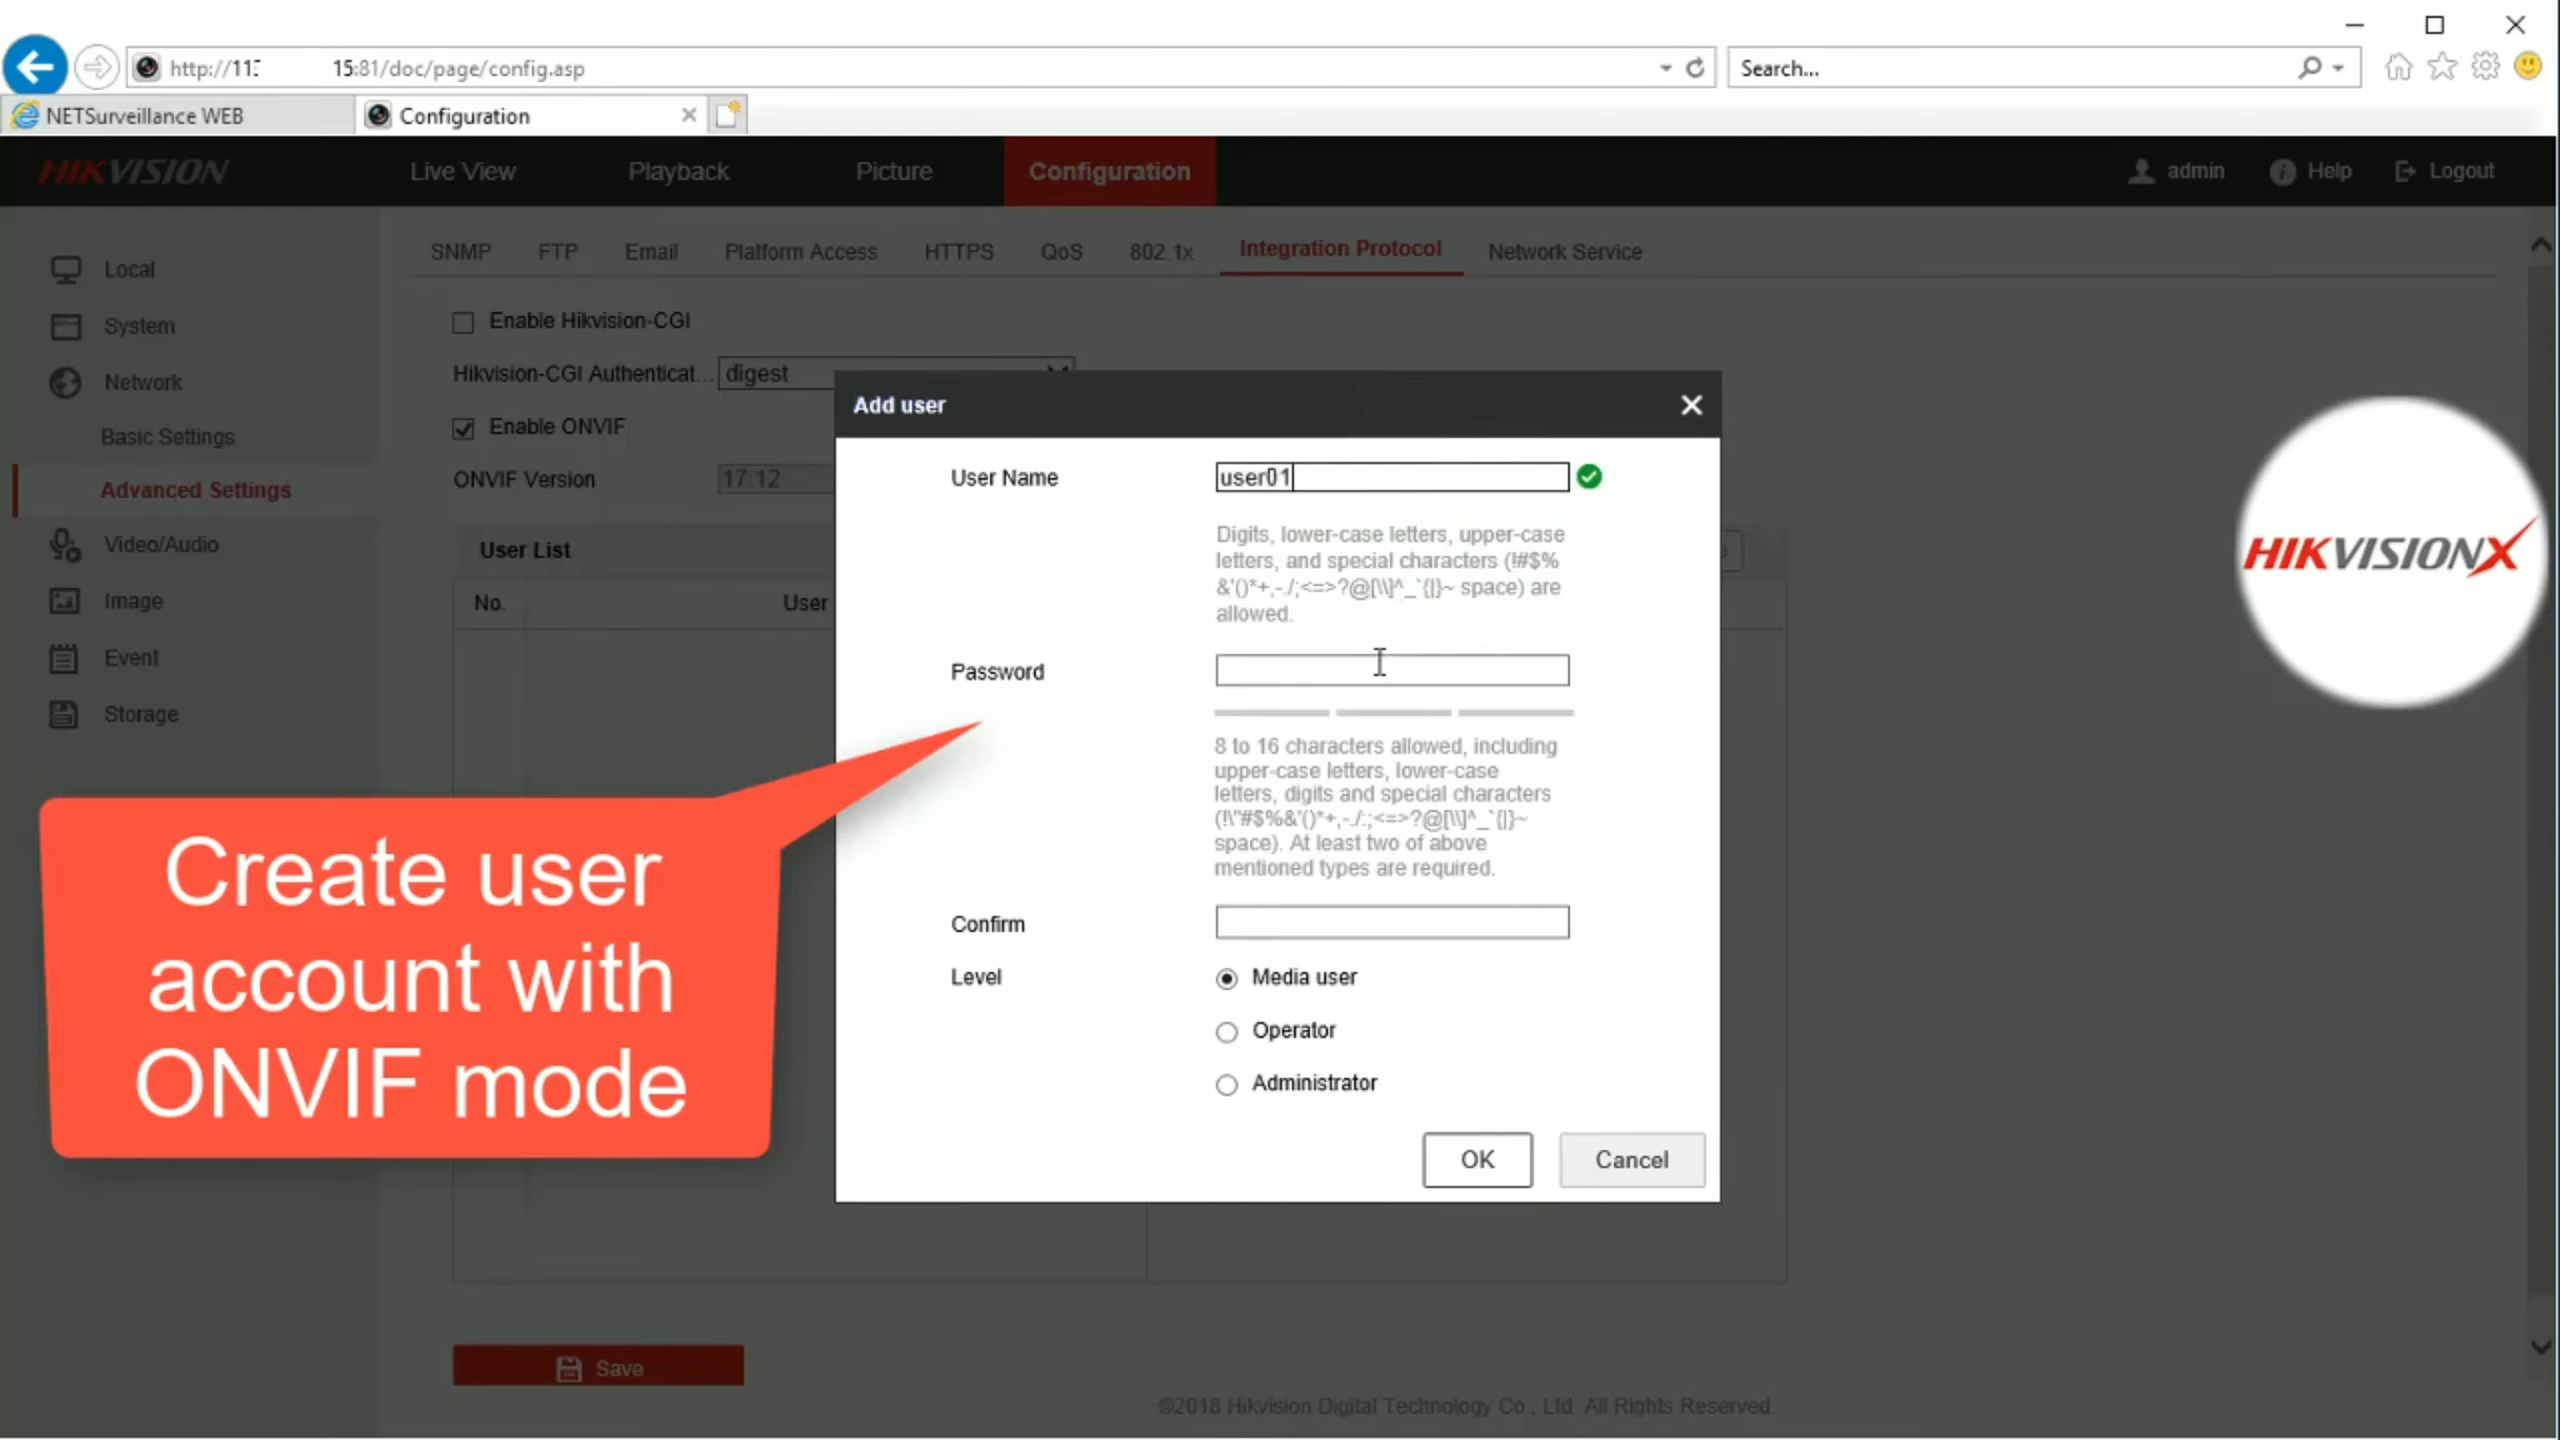 http://11
15:81/doc/page/config.asp
Search...
NETSurveillance WEB
Configuration
HIKVISION
Live View
Playback
Picture
Configuration
admin
Help
Logout
SNMP
FTP
Email
Platform Access
HTTPS
QoS
802.1x
Integration Protocol
Network Service
Local
System
Network
Basic Settings
Advanced Settings
Video/Audio
Image
Event
Storage
Enable Hikvision-CGI
Hikvision-CGI Authenticat...
digest
Enable ONVIF
ONVIF Version
17.12
User List
No.
User
Add user
User Name
user01
Digits, lower-case letters, upper-case
letters, and special characters (!#$%
&'()*+,-./;<=>?@[\\]^_`{|}~ space) are
allowed.
Password
8 to 16 characters allowed, including
upper-case letters, lower-case
letters, digits and special characters
(!\"#$%&'()*+,-./:;<=>?@[\\]^_`{|}~
space). At least two of above
mentioned types are required.
Confirm
Level
Media user
Operator
Administrator
OK
Cancel
HIKVISIONX
Create user
account with
ONVIF mode
Save
©2018 Hikvision Digital Technology Co., Ltd. All Rights Reserved